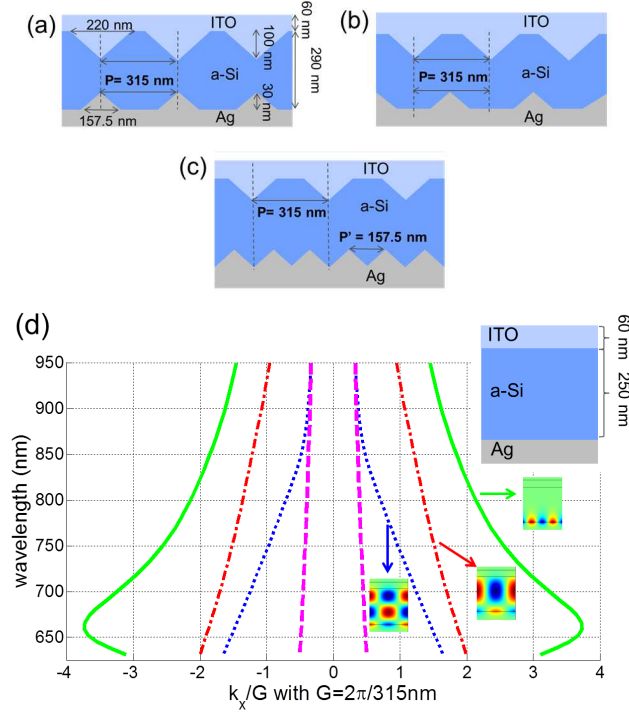 (a)
220 nm
ITO
60 nm
100 nm
P= 315 nm
a-Si
290 nm
30 nm
157.5 nm
Ag
(b)
ITO
P= 315 nm
a-Si
Ag
(c)
ITO
a-Si
P= 315 nm
P' = 157.5 nm
Ag
(d)
ITO
60 nm
a-Si
250 nm
Ag
wavelength (nm)
950
900
850
800
750
700
650
-4 -3 -2 -1 0 1 2 3 4
kₓ/G with G=2π/315nm